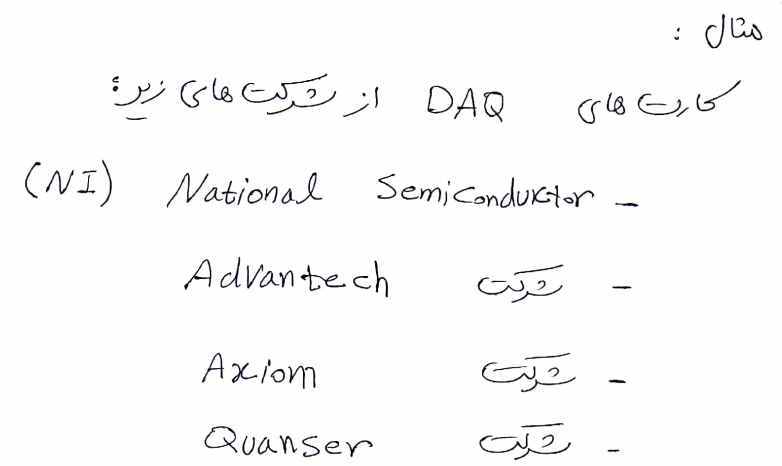 مثال :
کارت های DAQ از شرکت های زیر :
- National Semiconduktor (NI)
- شرکت Advantech
- شرکت Axiom
- شرکت Quanser